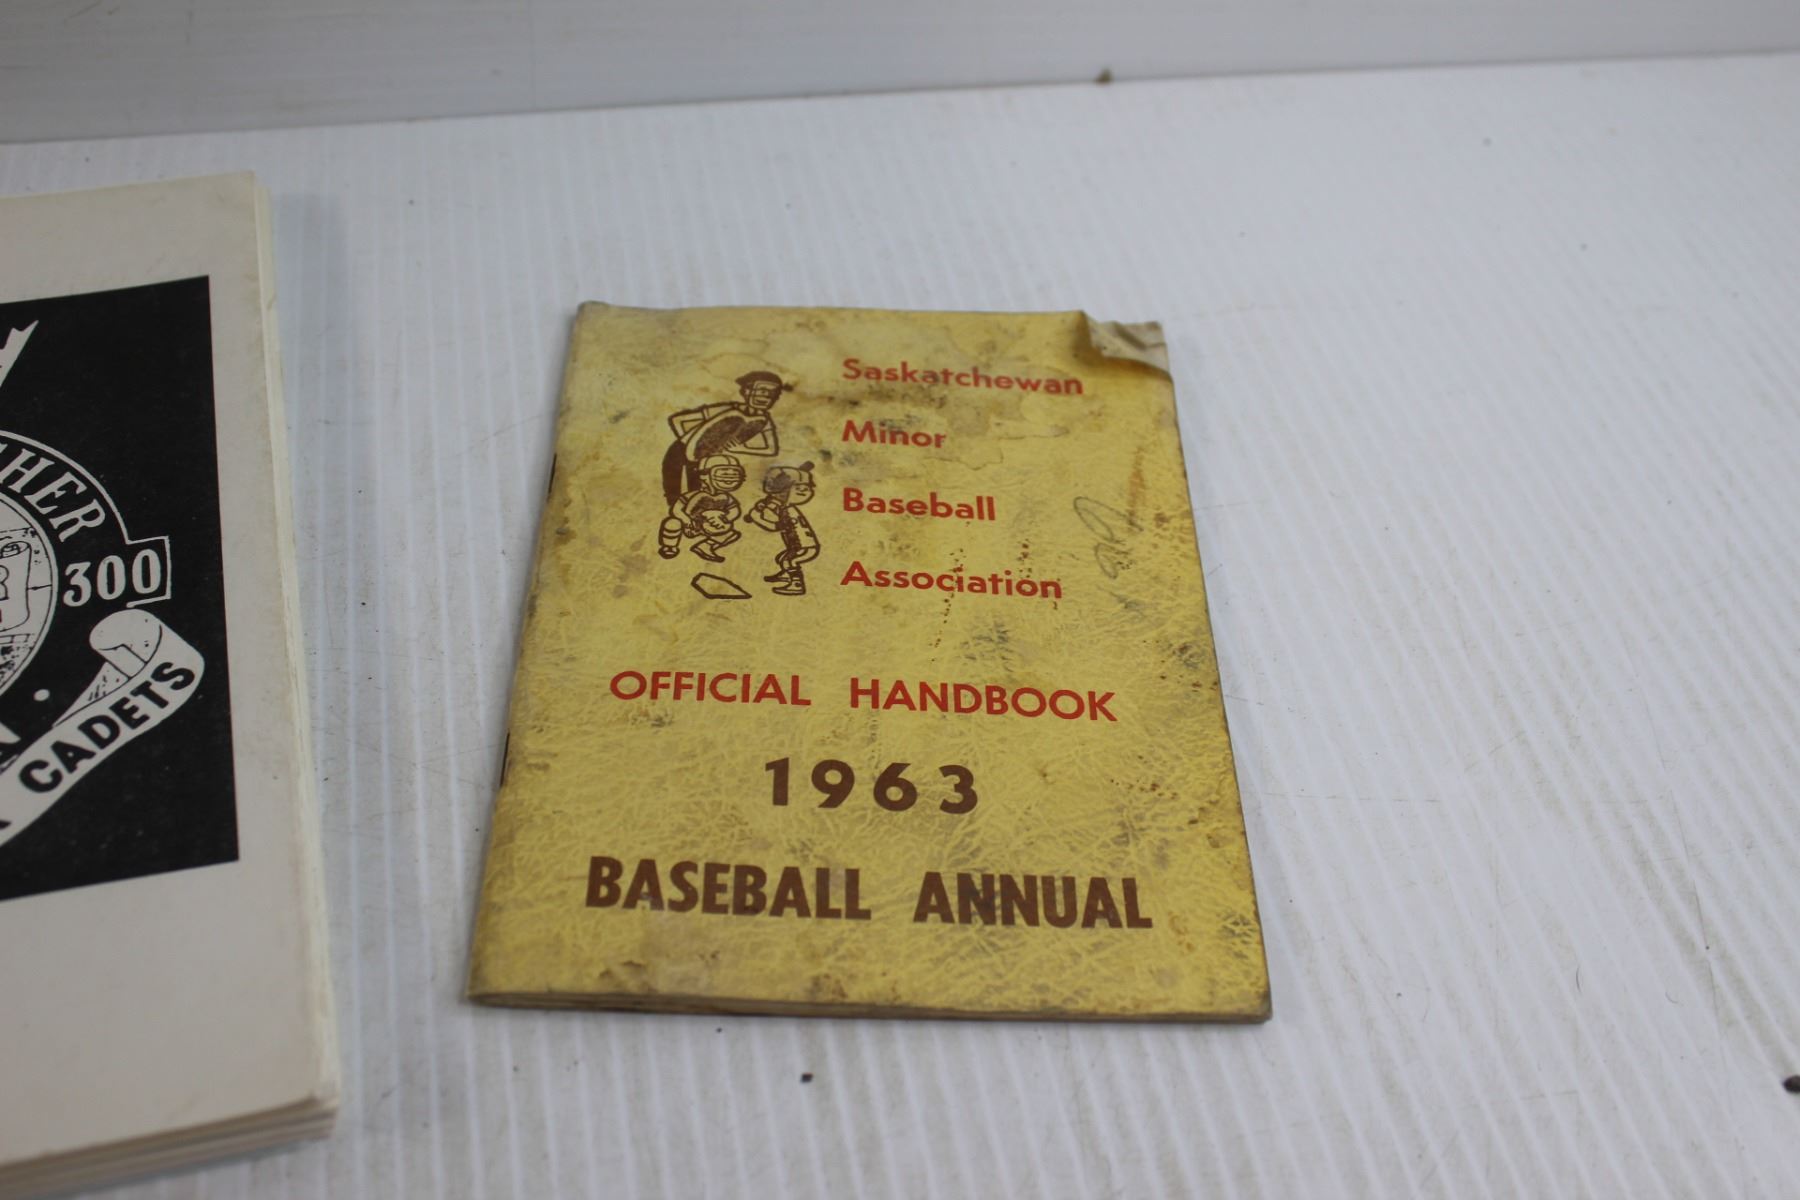 HER
300
CADETS
Saskatchewan
Minor
Baseball
Association
OFFICIAL HANDBOOK
1963
BASEBALL ANNUAL